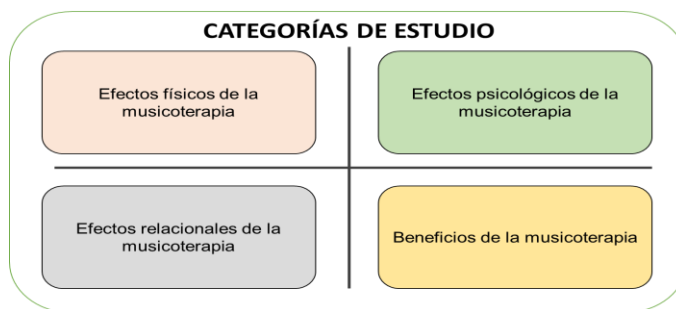 CATEGORÍAS DE ESTUDIO
Efectos físicos de la
musicoterapia
Efectos psicológicos de la
musicoterapia
Efectos relacionales de la
musicoterapia
Beneficios de la musicoterapia